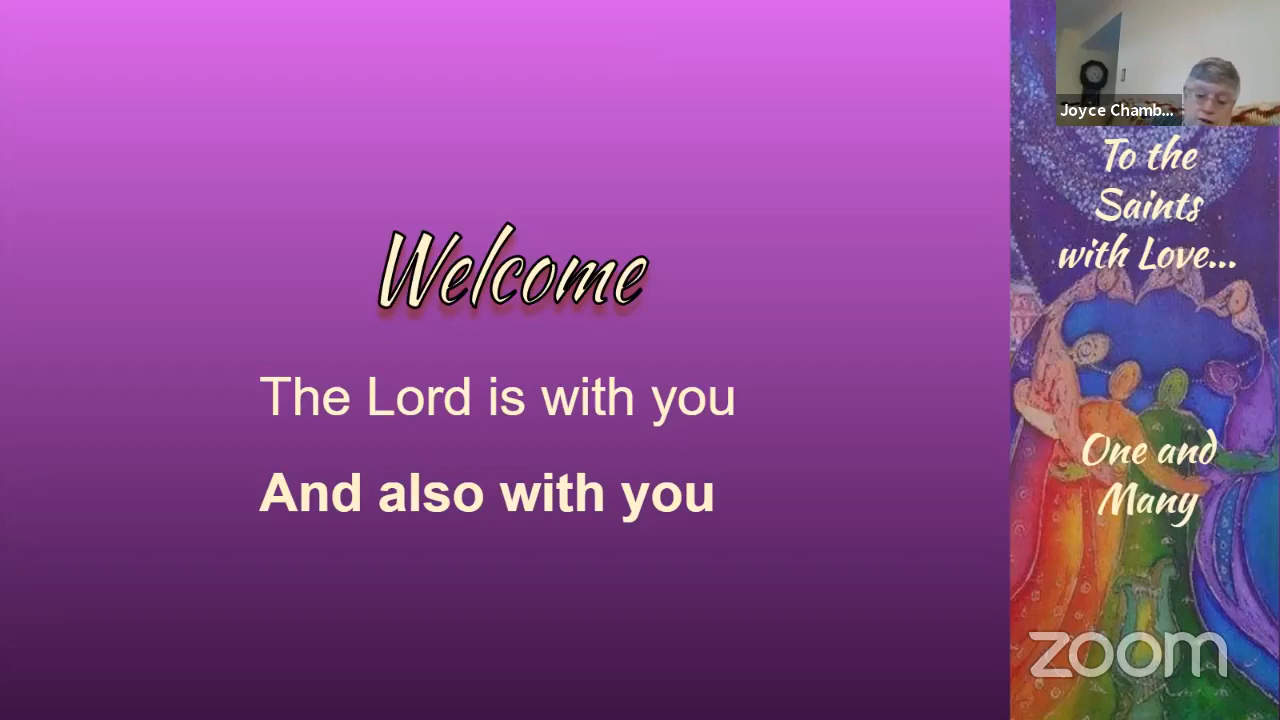 Welcome
The Lord is with you
And also with you
Joyce Chamb...
To the
Saints
with Love...
One and
Many
zoom